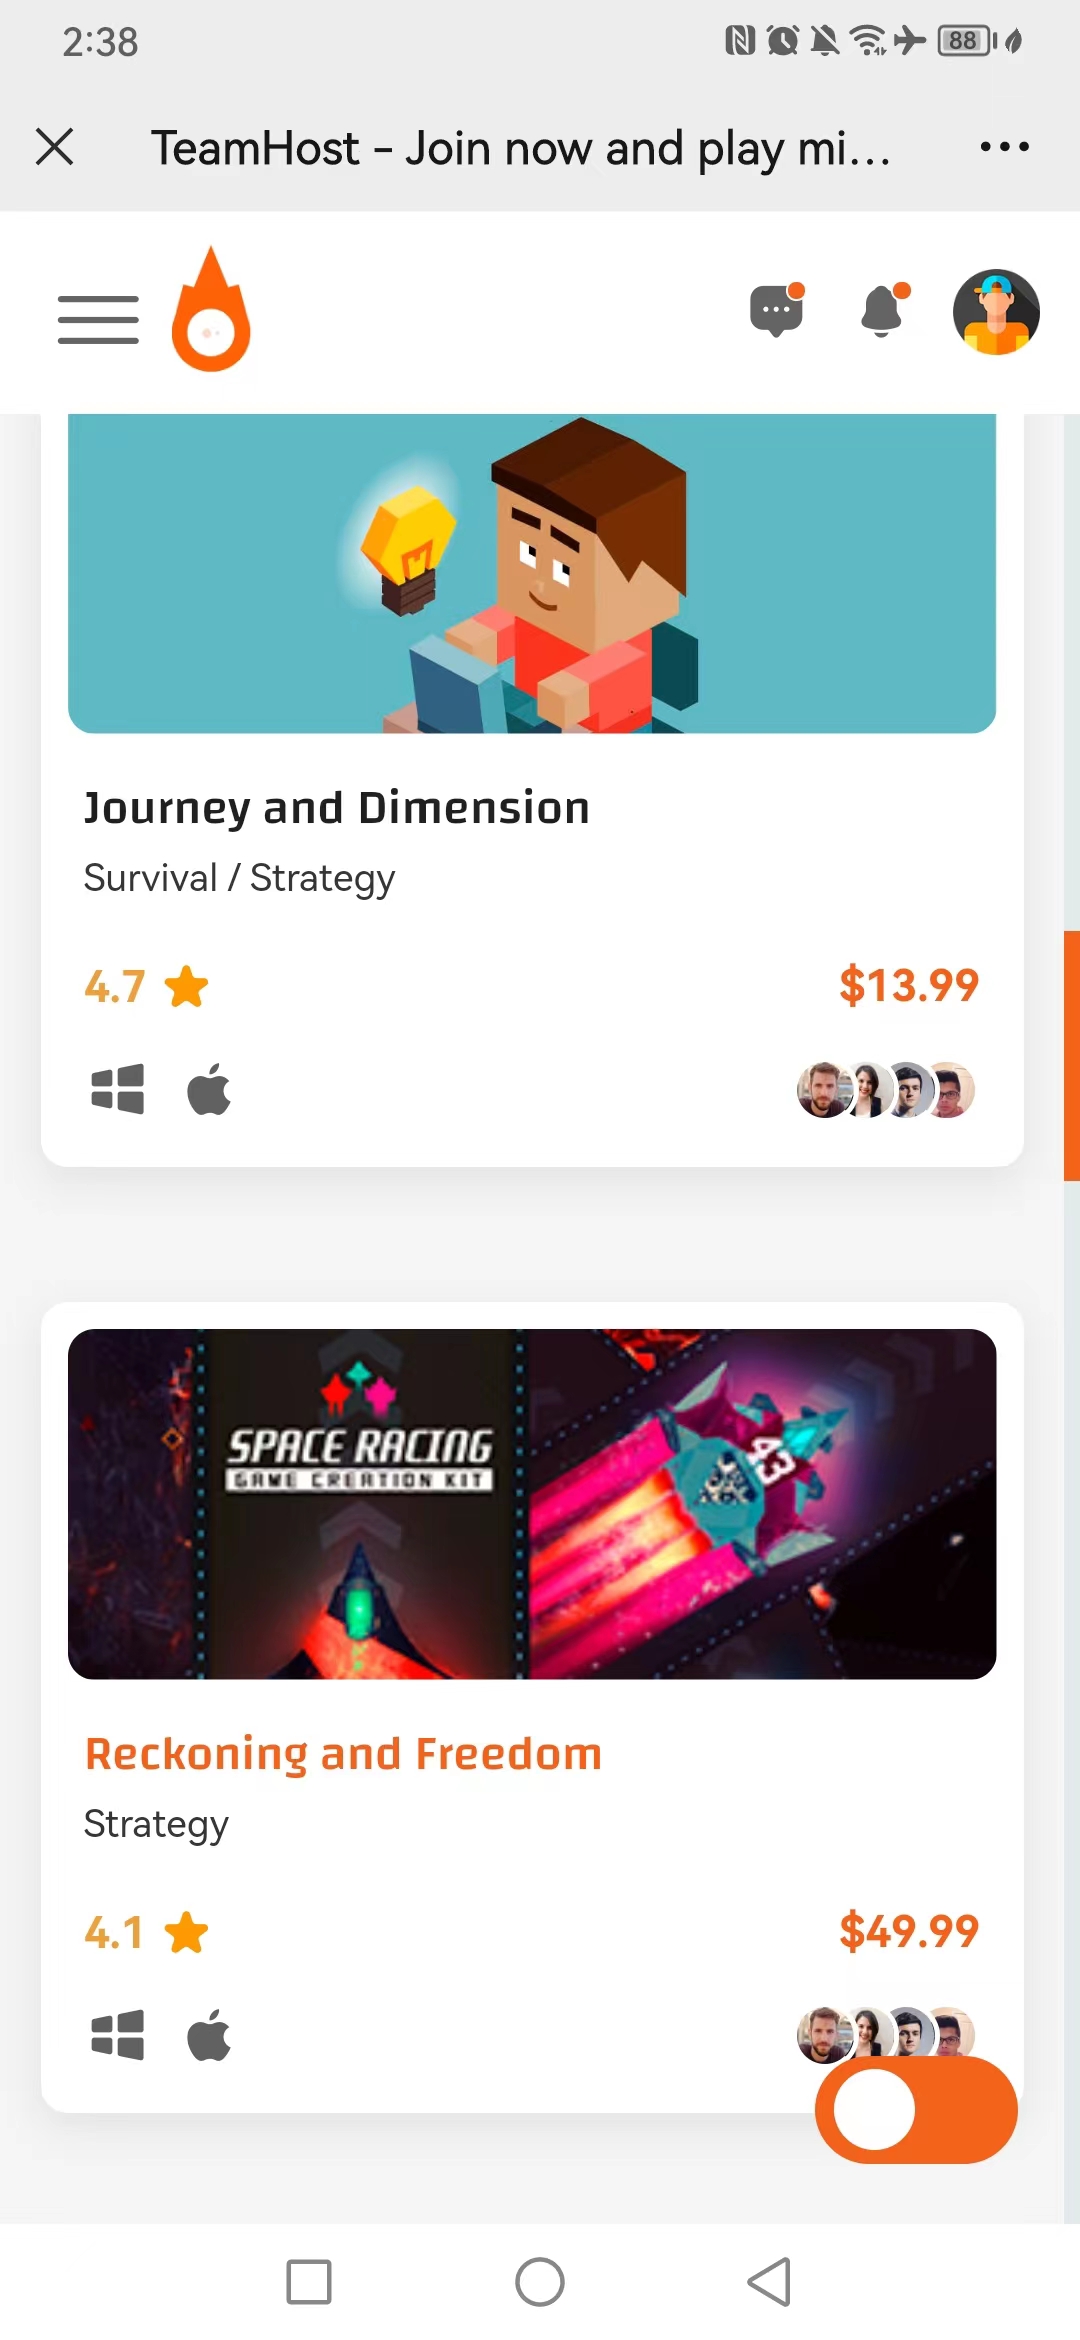 2:38
88
TeamHost - Join now and play mi...
Journey and Dimension
Survival / Strategy
4.7
$13.99
SPACE RACING
GAME CREATION KIT
43
Reckoning and Freedom
Strategy
4.1
$49.99